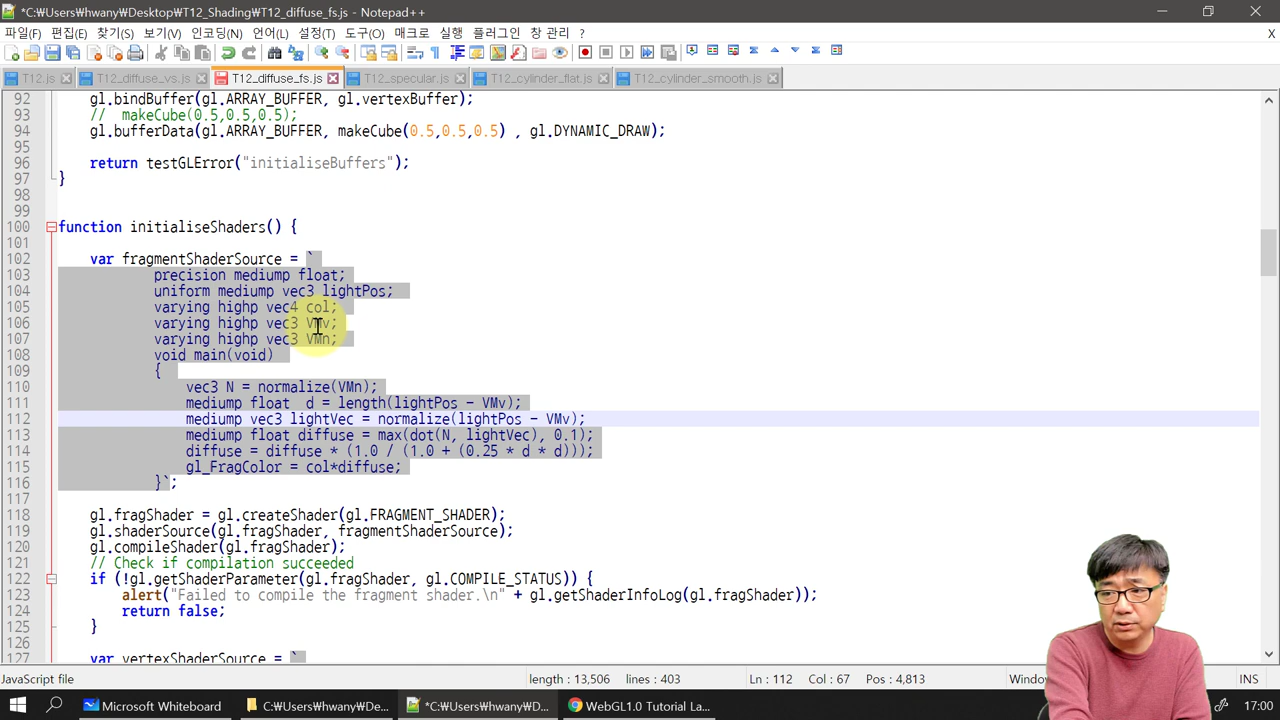 *C:₩Users₩hwany₩Desktop₩T12_Shading₩T12_diffuse_fs.js - Notepad++
파일(F) 편집(E) 찾기(S) 보기(V) 인코딩(N) 언어(L) 설정(T) 도구(O) 매크로 실행 플러그인 창 관리 ? X
T12.js T12_diffuse_vs.js T12_diffuse_fs.js T12_specular.js T12_cylinder_flat.js T12_cylinder_smooth.js
92 gl.bindBuffer(gl.ARRAY_BUFFER, gl.vertexBuffer);
93 // makeCube(0.5,0.5,0.5);
94 gl.bufferData(gl.ARRAY_BUFFER, makeCube(0.5,0.5,0.5) , gl.DYNAMIC_DRAW);
95
96 return testGLError("initialiseBuffers");
97 }
98
99
100 function initialiseShaders() {
101
102 var fragmentShaderSource = `
103 precision mediump float;
104 uniform mediump vec3 lightPos;
105 varying highp vec4 col;
106 varying highp vec3 VMv;
107 varying highp vec3 VMn;
108 void main(void)
109 {
110 vec3 N = normalize(VMn);
111 mediump float  d = length(lightPos - VMv);
112 mediump vec3 lightVec = normalize(lightPos - VMv);
113 mediump float diffuse = max(dot(N, lightVec), 0.1);
114 diffuse = diffuse * (1.0 / (1.0 + (0.25 * d * d)));
115 gl_FragColor = col*diffuse;
116 }`;
117
118 gl.fragShader = gl.createShader(gl.FRAGMENT_SHADER);
119 gl.shaderSource(gl.fragShader, fragmentShaderSource);
120 gl.compileShader(gl.fragShader);
121 // Check if compilation succeeded
122 if (!gl.getShaderParameter(gl.fragShader, gl.COMPILE_STATUS)) {
123 alert("Failed to compile the fragment shader.\n" + gl.getShaderInfoLog(gl.fragShader));
124 return false;
125 }
126
127 var vertexShaderSource = `
JavaScript file length : 13,506 lines : 403 Ln : 112 Col : 67 Pos : 4,813 INS
Microsoft Whiteboard C:₩Users₩hwany₩De... *C:₩Users₩hwany₩D... WebGL1.0 Tutorial La... 17:00